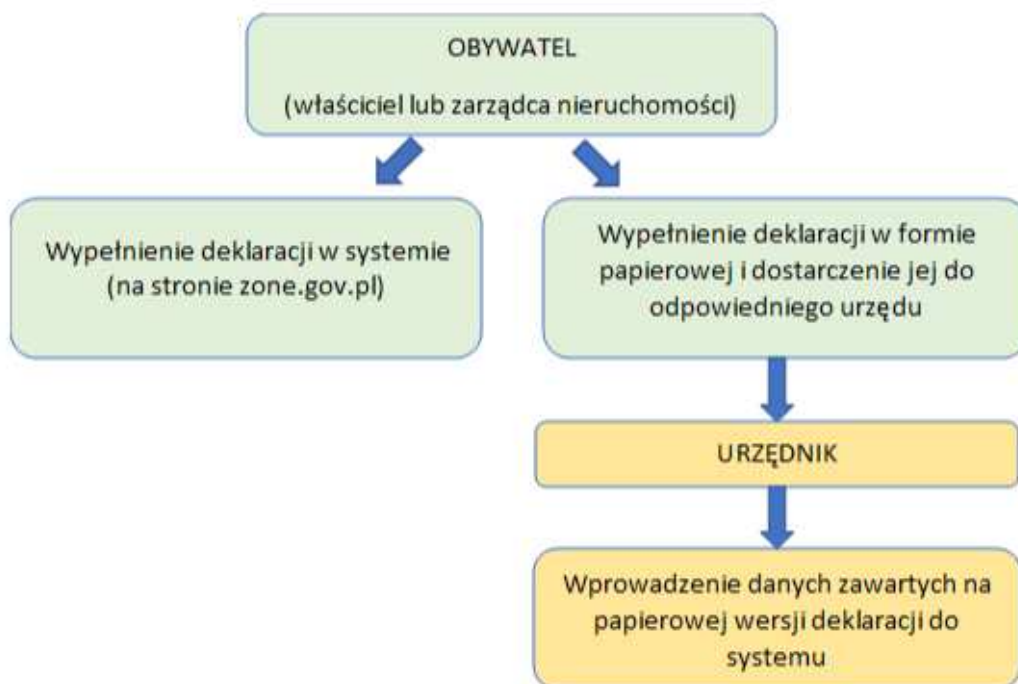 OBYWATEL
(właściciel lub zarządca nieruchomości)
Wypełnienie deklaracji w systemie
(na stronie zone.gov.pl)
Wypełnienie deklaracji w formie
papierowej i dostarczenie jej do
odpowiedniego urzędu
URZĘDNIK
Wprowadzenie danych zawartych na
papierowej wersji deklaracji do
systemu